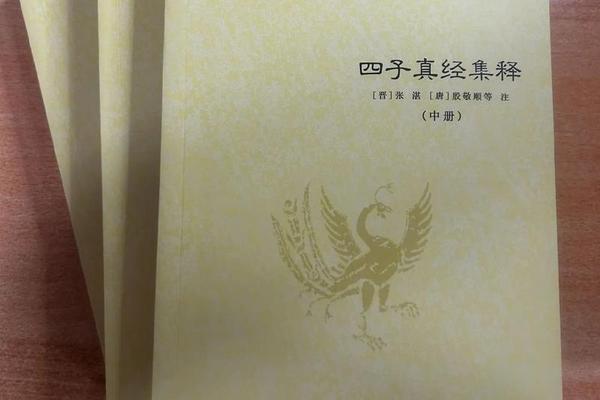 四子真经集释
［晋］张 湛 ［唐］殷敬顺等 注
（中册）